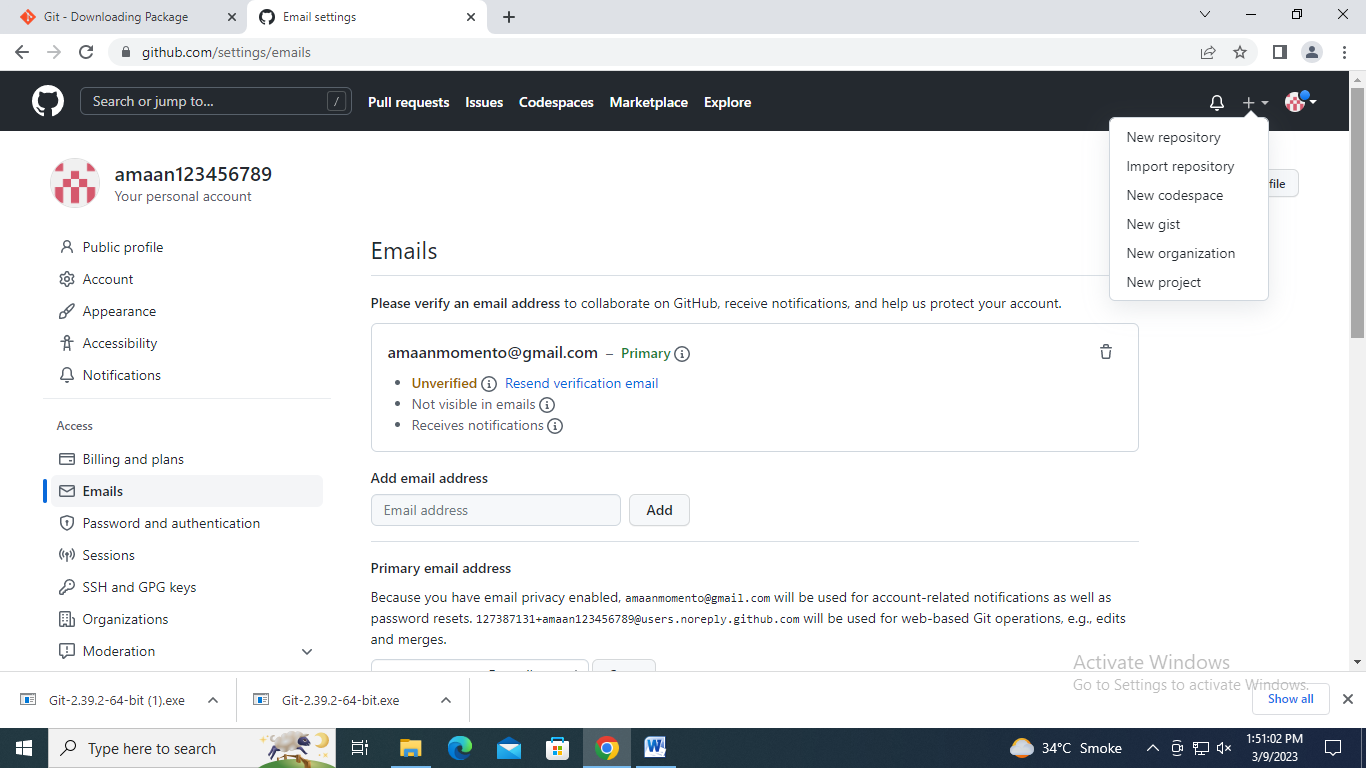 Git - Downloading Package
Email settings
github.com/settings/emails
Search or jump to...
/
Pull requests
Issues
Codespaces
Marketplace
Explore
New repository
Import repository
New codespace
New gist
New organization
New project
file
amaan123456789
Your personal account
Public profile
Account
Appearance
Accessibility
Notifications
Access
Billing and plans
Emails
Password and authentication
Sessions
SSH and GPG keys
Organizations
Moderation
Emails
Please verify an email address to collaborate on GitHub, receive notifications, and help us protect your account.
amaanmomento@gmail.com – Primary
Unverified Resend verification email
Not visible in emails
Receives notifications
Add email address
Email address
Add
Primary email address
Because you have email privacy enabled, amaanmomento@gmail.com will be used for account-related notifications as well as
password resets. 127387131+amaan123456789@users.noreply.github.com will be used for web-based Git operations, e.g., edits
and merges.
Activate Windows
Go to Settings to activate Windows.
Git-2.39.2-64-bit (1).exe
Git-2.39.2-64-bit.exe
Show all
Type here to search
34°C Smoke
1:51:02 PM
3/9/2023